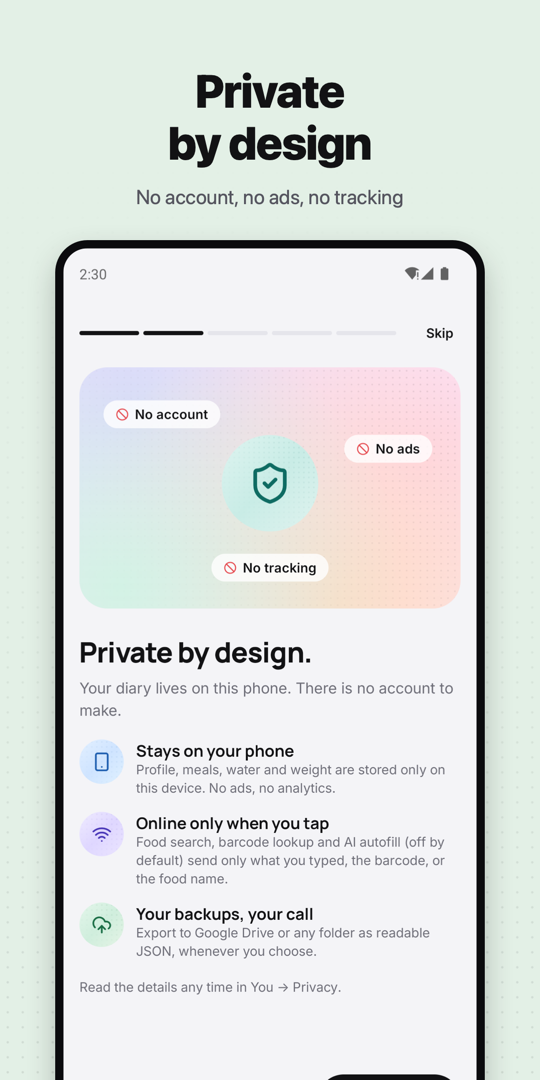 Private
by design
No account, no ads, no tracking
2:30
Skip
No account
No ads
No tracking
Private by design.
Your diary lives on this phone. There is no account to
make.
Stays on your phone
Profile, meals, water and weight are stored only on
this device. No ads, no analytics.
Online only when you tap
Food search, barcode lookup and AI autofill (off by
default) send only what you typed, the barcode, or
the food name.
Your backups, your call
Export to Google Drive or any folder as readable
JSON, whenever you choose.
Read the details any time in You → Privacy.